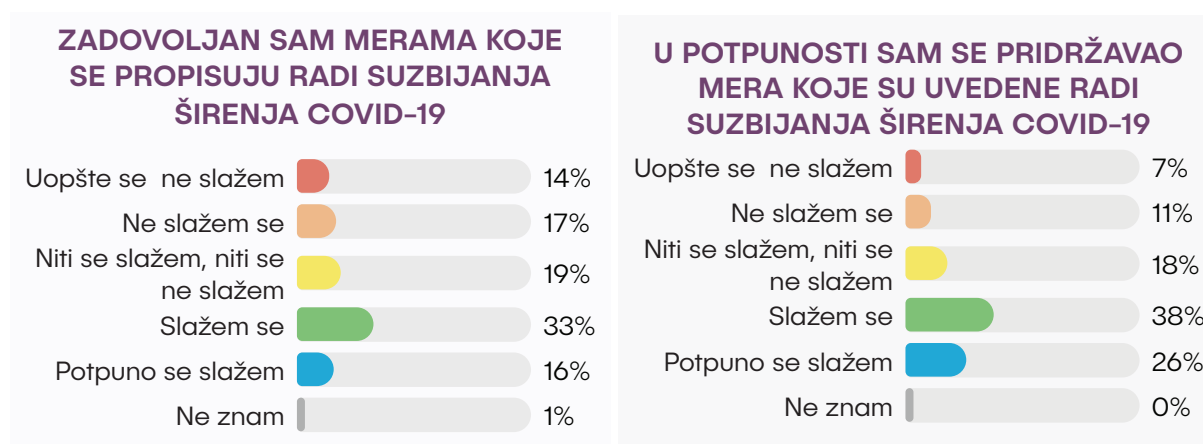 ZADOVOLJAN SAM MERAMA KOJE
SE PROPISUJU RADI SUZBIJANJA
ŠIRENJA COVID-19
Uopšte se ne slažem 14%
Ne slažem se 17%
Niti se slažem, niti se
ne slažem 19%
Slažem se 33%
Potpuno se slažem 16%
Ne znam 1%
U POTPUNOSTI SAM SE PRIDRŽAVAO
MERA KOJE SU UVEDENE RADI
SUZBIJANJA ŠIRENJA COVID-19
Uopšte se ne slažem 7%
Ne slažem se 11%
Niti se slažem, niti se
ne slažem 18%
Slažem se 38%
Potpuno se slažem 26%
Ne znam 0%